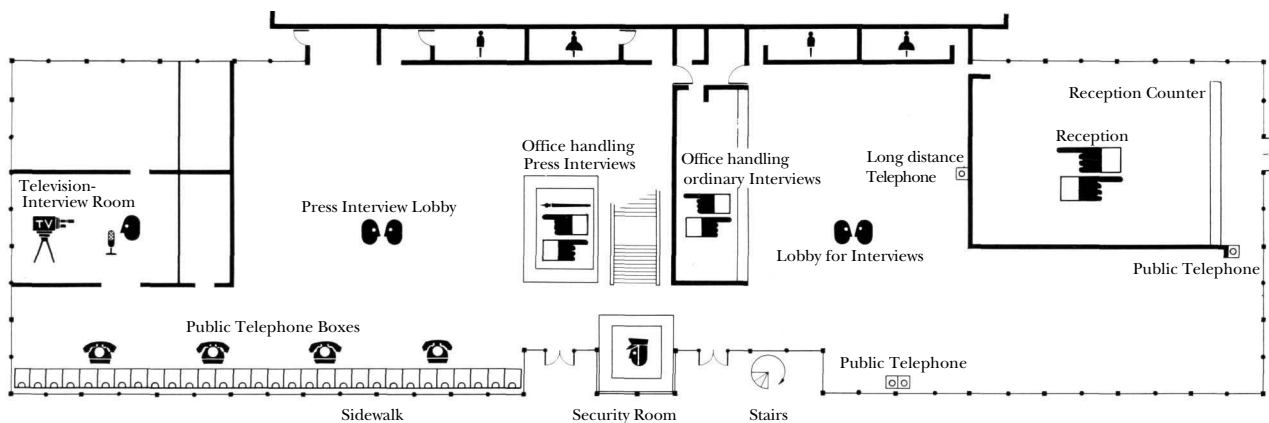 Reception Counter
Reception
Office handling
Press Interviews
Office handling
ordinary Interviews
Long distance
Telephone
Television-
Interview Room
TV
Press Interview Lobby
Lobby for Interviews
Public Telephone
Public Telephone Boxes
Public Telephone
Sidewalk
Security Room
Stairs